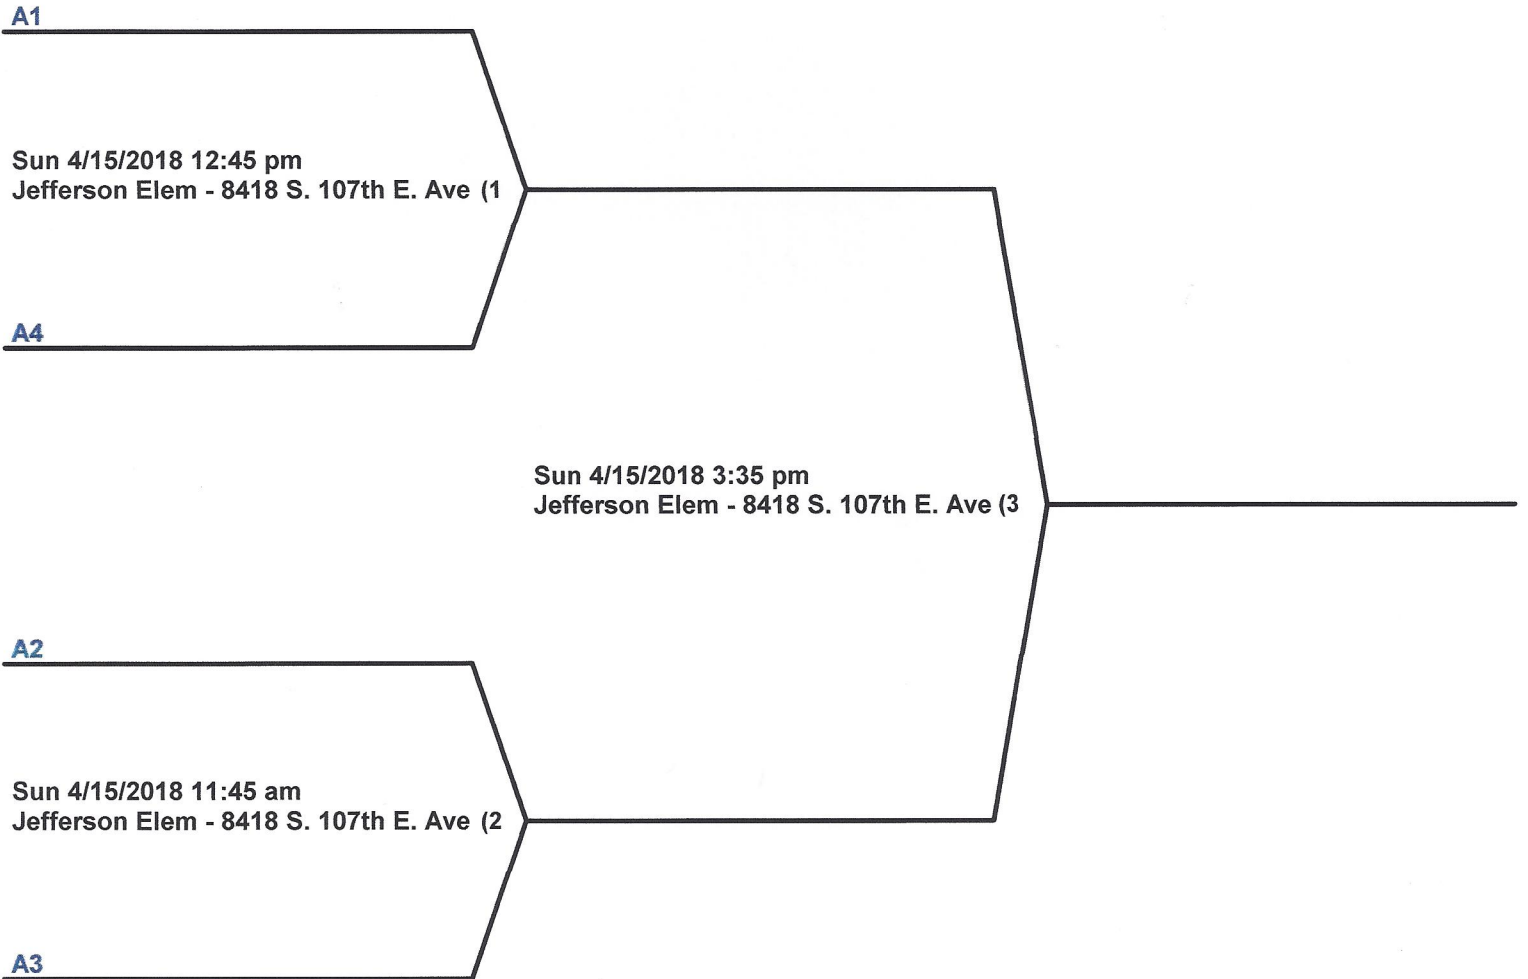 A1
Sun 4/15/2018 12:45 pm
Jefferson Elem - 8418 S. 107th E. Ave (1
A4
Sun 4/15/2018 3:35 pm
Jefferson Elem - 8418 S. 107th E. Ave (3
A2
Sun 4/15/2018 11:45 am
Jefferson Elem - 8418 S. 107th E. Ave (2
A3